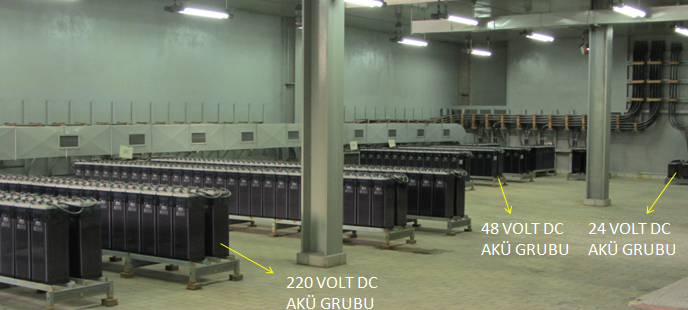 48 VOLT DC
AKÜ GRUBU
24 VOLT DC
AKÜ GRUBU
220 VOLT DC
AKÜ GRUBU